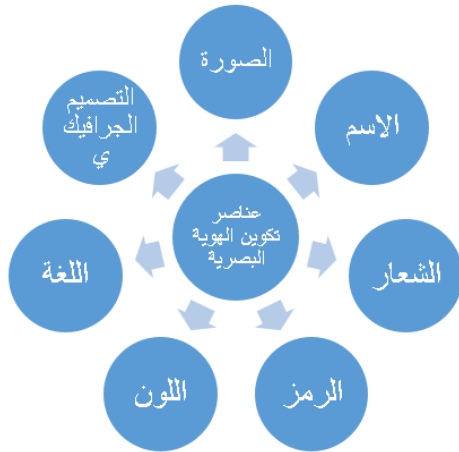 الصورة
الاسم
الشعار
الرمز
اللون
اللغة
التصميم
الجرافيك
ي
عناصر
تكوين الهوية
البصرية